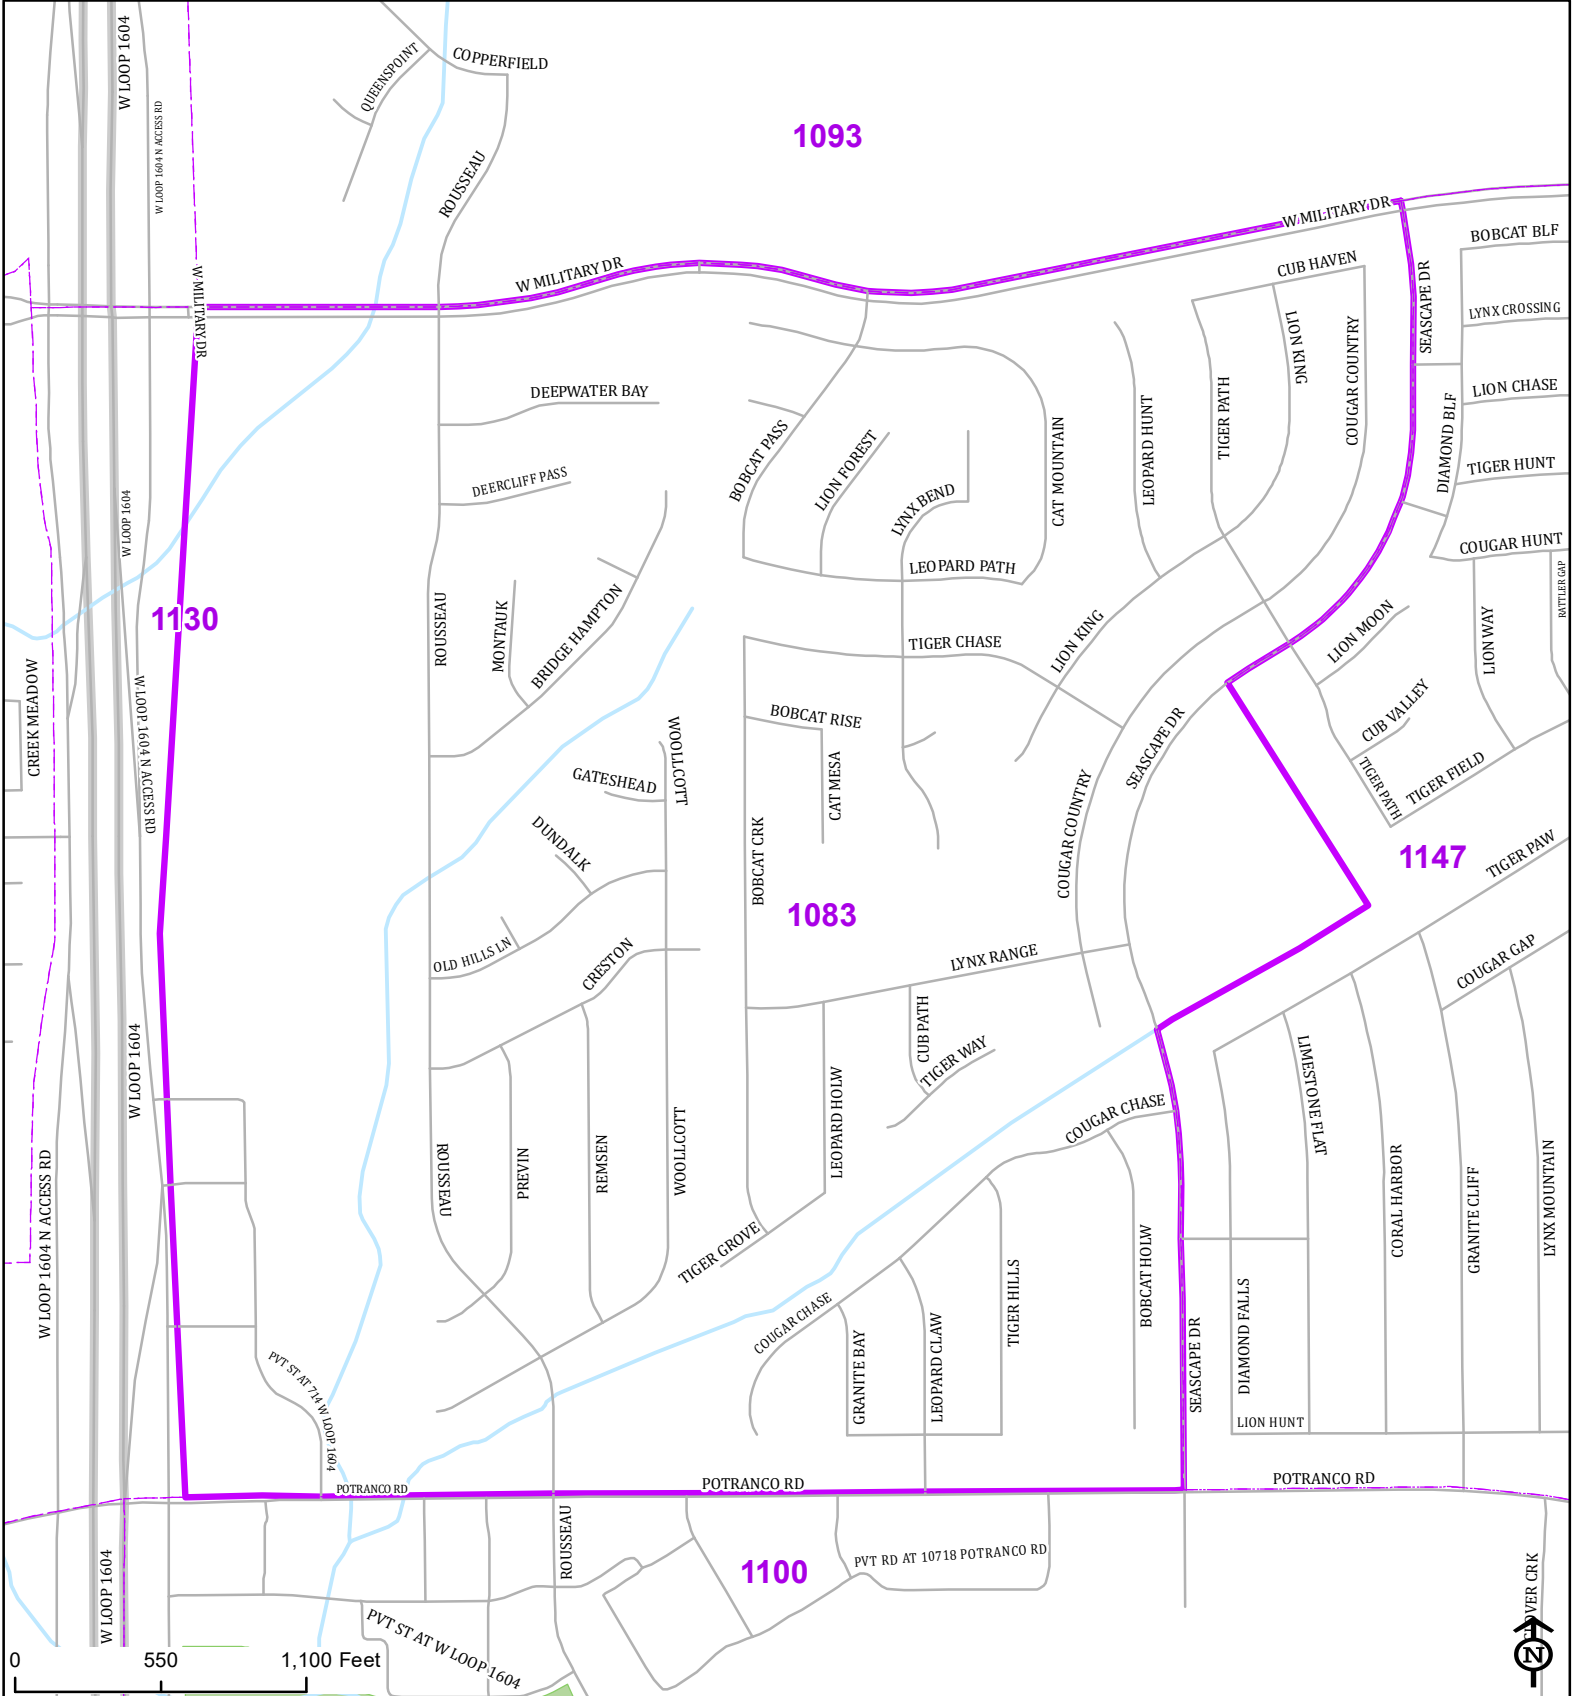 W LOOP 1604
COPPERFIELD
QUEENSPOINT
W LOOP 1604 N ACCESS RD
1093
ROUSSEAU
W MILITARY DR
BOBCAT BLF
W MILITARY DR
CUB HAVEN
SEASCAPE DR
W MILITARY DR
LYNX CROSSING
LION KING
COUGAR COUNTRY
DEEPWATER BAY
LION CHASE
TIGER PATH
LEOPARD HUNT
DIAMOND BLF
BOBCAT PASS
LION FOREST
CAT MOUNTAIN
TIGER HUNT
DEERCLIFF PASS
LYNX BEND
W LOOP 1604
COUGAR HUNT
LEOPARD PATH
RATTLER GAP
1130
ROUSSEAU
MONTAUK
BRIDGE HAMPTON
TIGER CHASE
LION KING
LION MOON
LION WAY
CREEK MEADOW
W LOOP 1604 N ACCESS RD
BOBCAT RISE
CUB VALLEY
SEASCAPE DR
WOOLLCOTT
GATESHEAD
CAT MESA
TIGER PATH
TIGER FIELD
DUNDALK
BOBCAT CRK
COUGAR COUNTRY
1147
TIGER PAW
1083
OLD HILLS LN
CRESTON
LYNX RANGE
COUGAR GAP
CUB PATH
TIGER WAY
W LOOP 1604
LIMESTONE FLAT
LEOPARD HOLW
COUGAR CHASE
W LOOP 1604 N ACCESS RD
ROUSSEAU
PREVIN
REMSEN
WOOLLCOTT
CORAL HARBOR
GRANITE CLIFF
LYNX MOUNTAIN
TIGER GROVE
BOBCAT HOLW
TIGER HILLS
COUGAR CHASE
DIAMOND FALLS
PVT ST AT 714 W LOOP 1604
GRANITE BAY
LEOPARD CLAW
SEASCAPE DR
LION HUNT
POTRANCO RD
POTRANCO RD
POTRANCO RD
ROUSSEAU
1100
PVT RD AT 10718 POTRANCO RD
W LOOP 1604
PVT ST AT W LOOP 1604
0 550 1,100 Feet
N